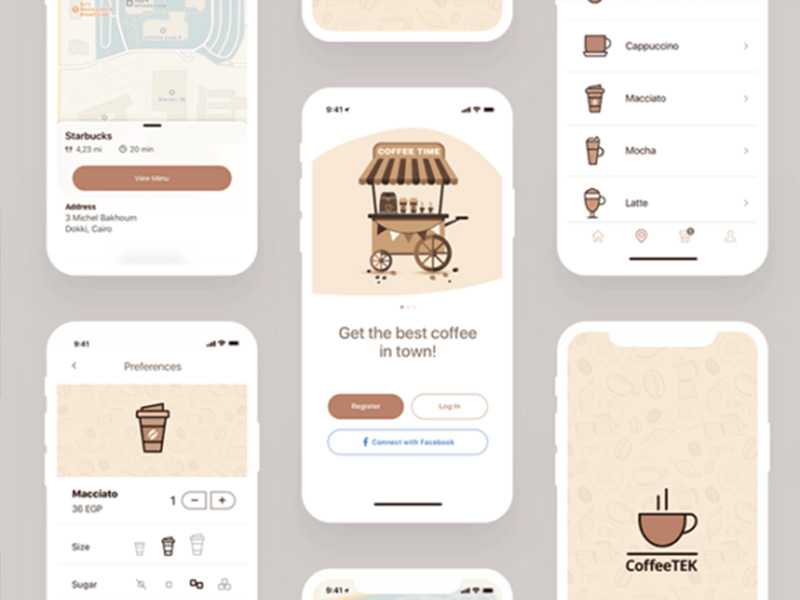 Starbucks
4,23 mi
20 min
View Menu
Address
3 Michel Bakhoum
Dokki, Cairo
9:41
Preferences
Macciato
36 EGP
1 − +
Size
Sugar
9:41
COFFEE TIME
Get the best coffee
in town!
Register
Log In
f Connect with Facebook
9:41
Cappuccino
Macciato
Mocha
Latte
CoffeeTEK